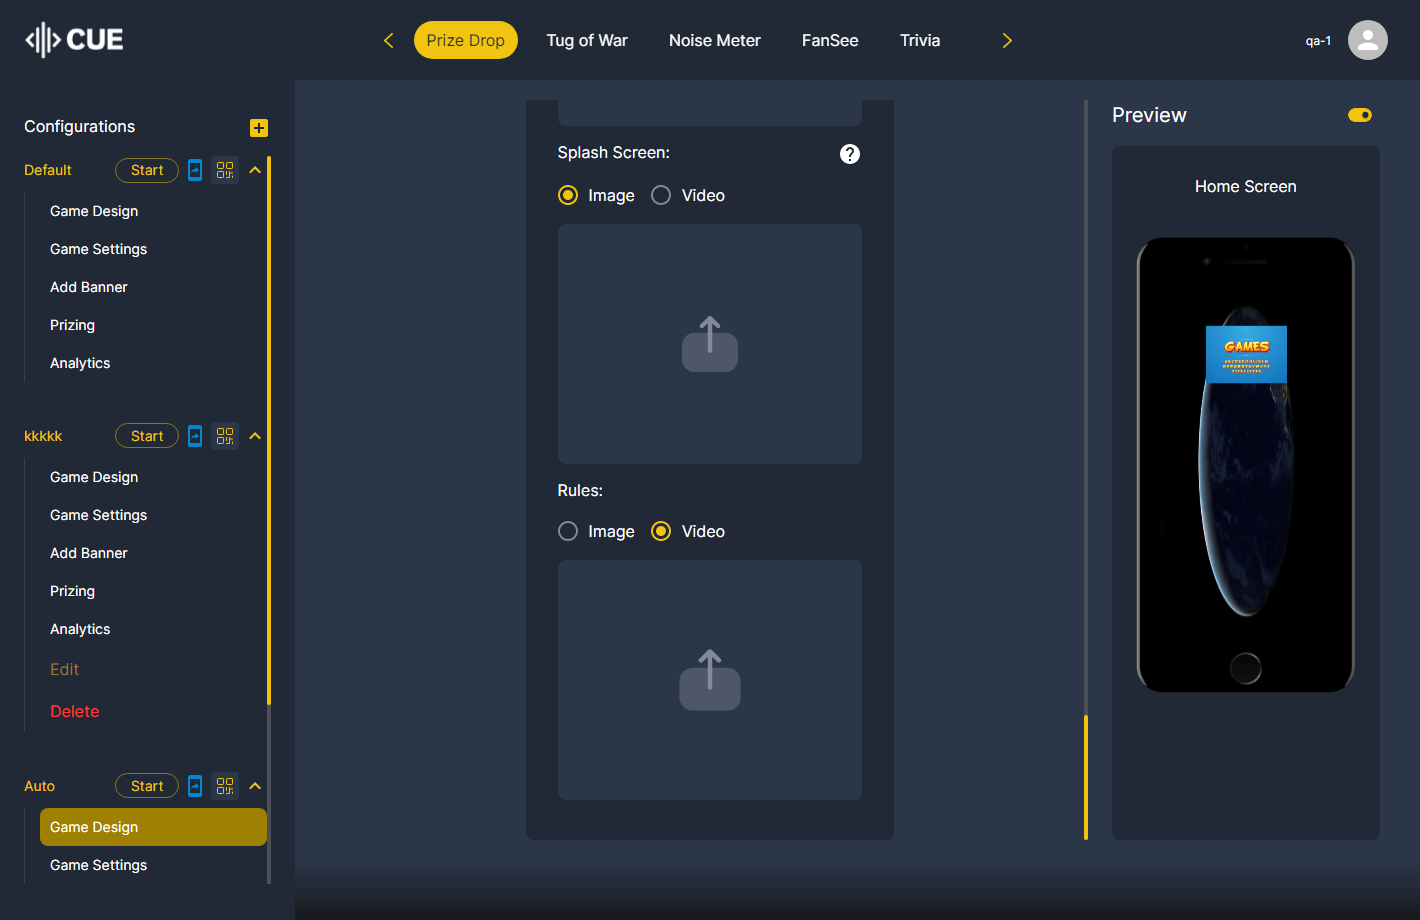 CUE
Prize Drop
Tug of War
Noise Meter
FanSee
Trivia
qa-1
Configurations
Default
Start
Game Design
Game Settings
Add Banner
Prizing
Analytics
kkkkk
Start
Game Design
Game Settings
Add Banner
Prizing
Analytics
Edit
Delete
Auto
Start
Game Design
Game Settings
Splash Screen:
Image
Video
Rules:
Image
Video
Preview
Home Screen
GAMES